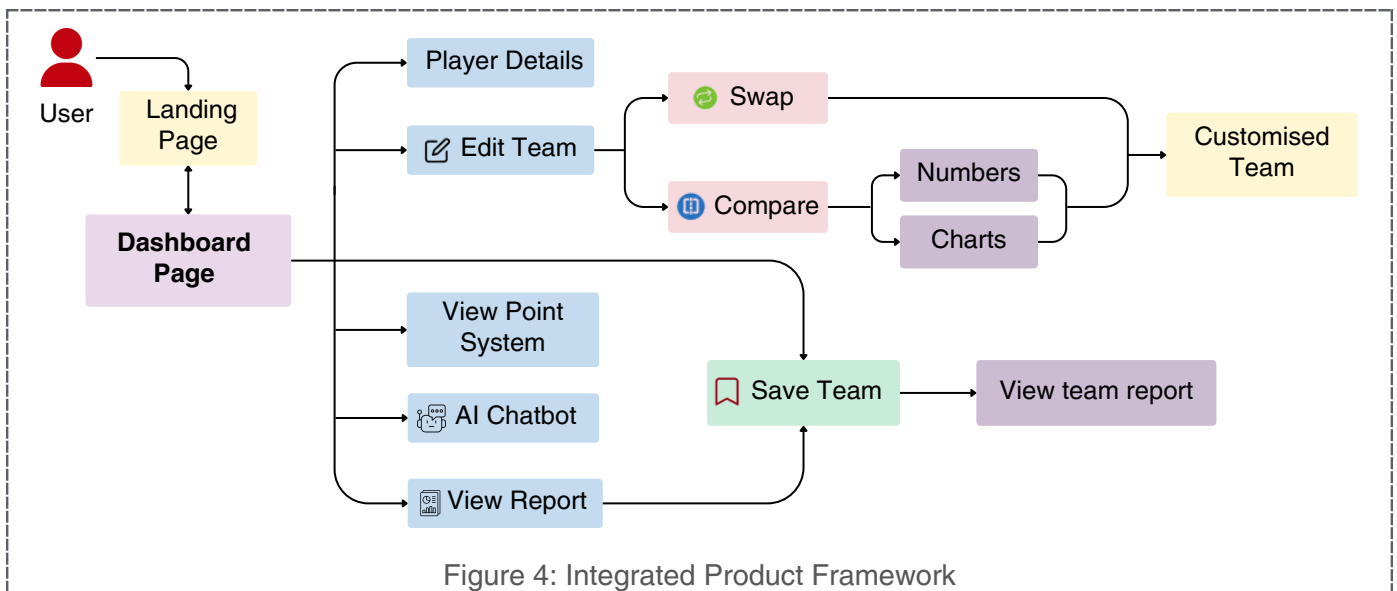 User
Landing
Page
Dashboard
Page
Player Details
Edit Team
View Point
System
AI Chatbot
View Report
Swap
Compare
Numbers
Charts
Customised
Team
Save Team
View team report
Figure 4: Integrated Product Framework